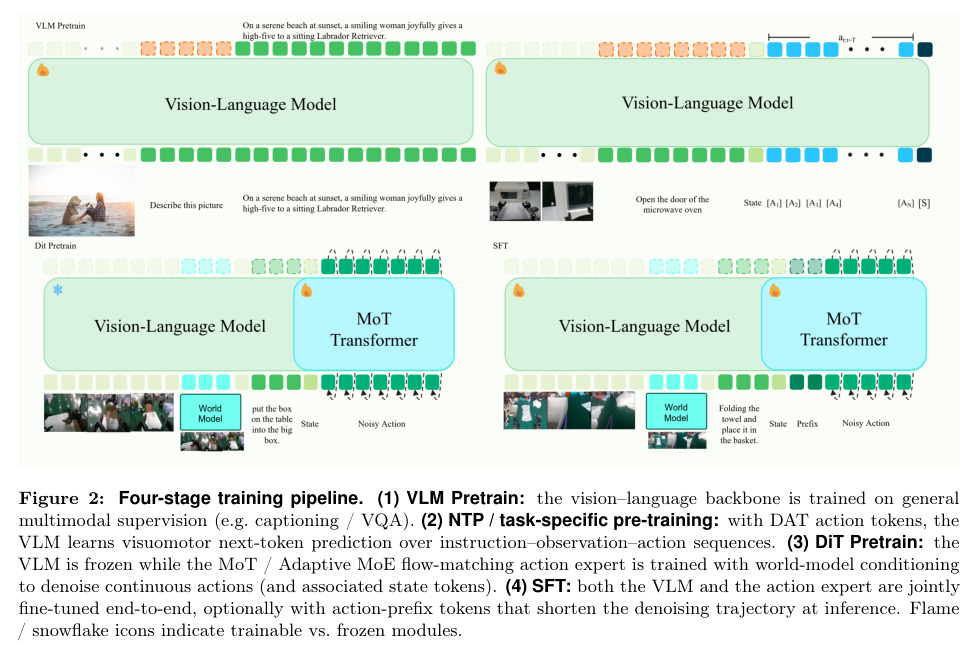 VLM Pretrain
On a serene beach at sunset, a smiling woman joyfully gives a
high-five to a sitting Labrador Retriever.
Vision-Language Model
Describe this picture
On a serene beach at sunset, a smiling woman joyfully gives a
high-five to a sitting Labrador Retriever.
a_{t:t+T}
Vision-Language Model
Open the door of the
microwave oven
State [A₁] [A₂] [A₃] [A₄] [Aₙ] [S]
Dit Pretrain
Vision-Language Model
MoT
Transformer
World
Model
put the box
on the table
into the big
box.
State
Noisy Action
SFT
Vision-Language Model
MoT
Transformer
World
Model
Folding the
towel and
place it in
the basket.
State
Prefix
Noisy Action
Figure 2: Four-stage training pipeline. (1) VLM Pretrain: the vision–language backbone is trained on general
multimodal supervision (e.g. captioning / VQA). (2) NTP / task-specific pre-training: with DAT action tokens, the
VLM learns visuomotor next-token prediction over instruction–observation–action sequences. (3) DiT Pretrain: the
VLM is frozen while the MoT / Adaptive MoE flow-matching action expert is trained with world-model conditioning
to denoise continuous actions (and associated state tokens). (4) SFT: both the VLM and the action expert are jointly
fine-tuned end-to-end, optionally with action-prefix tokens that shorten the denoising trajectory at inference. Flame
/ snowflake icons indicate trainable vs. frozen modules.